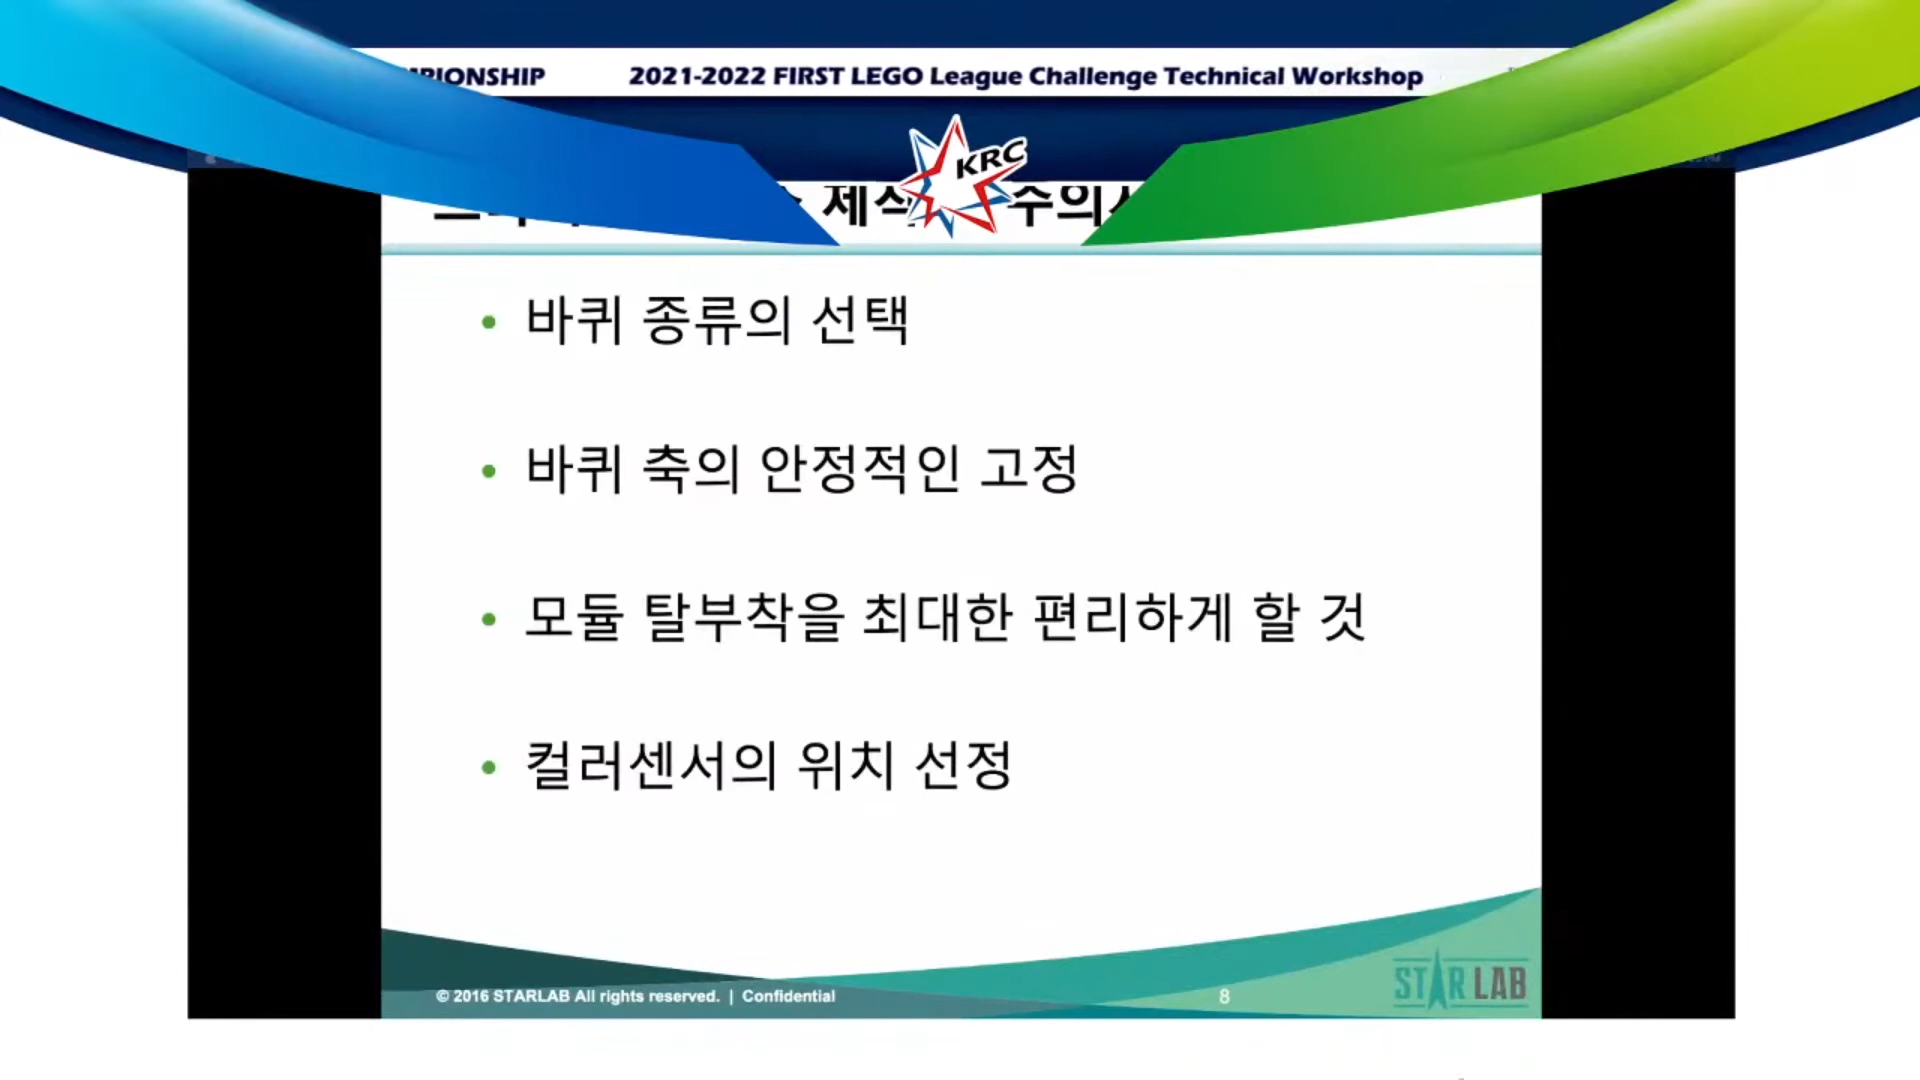 2021-2022 FIRST LEGO League Challenge Technical Workshop
KRC
바퀴 종류의 선택
바퀴 축의 안정적인 고정
모듈 탈부착을 최대한 편리하게 할 것
컬러센서의 위치 선정
© 2016 STARLAB All rights reserved. | Confidential
8
STAR LAB